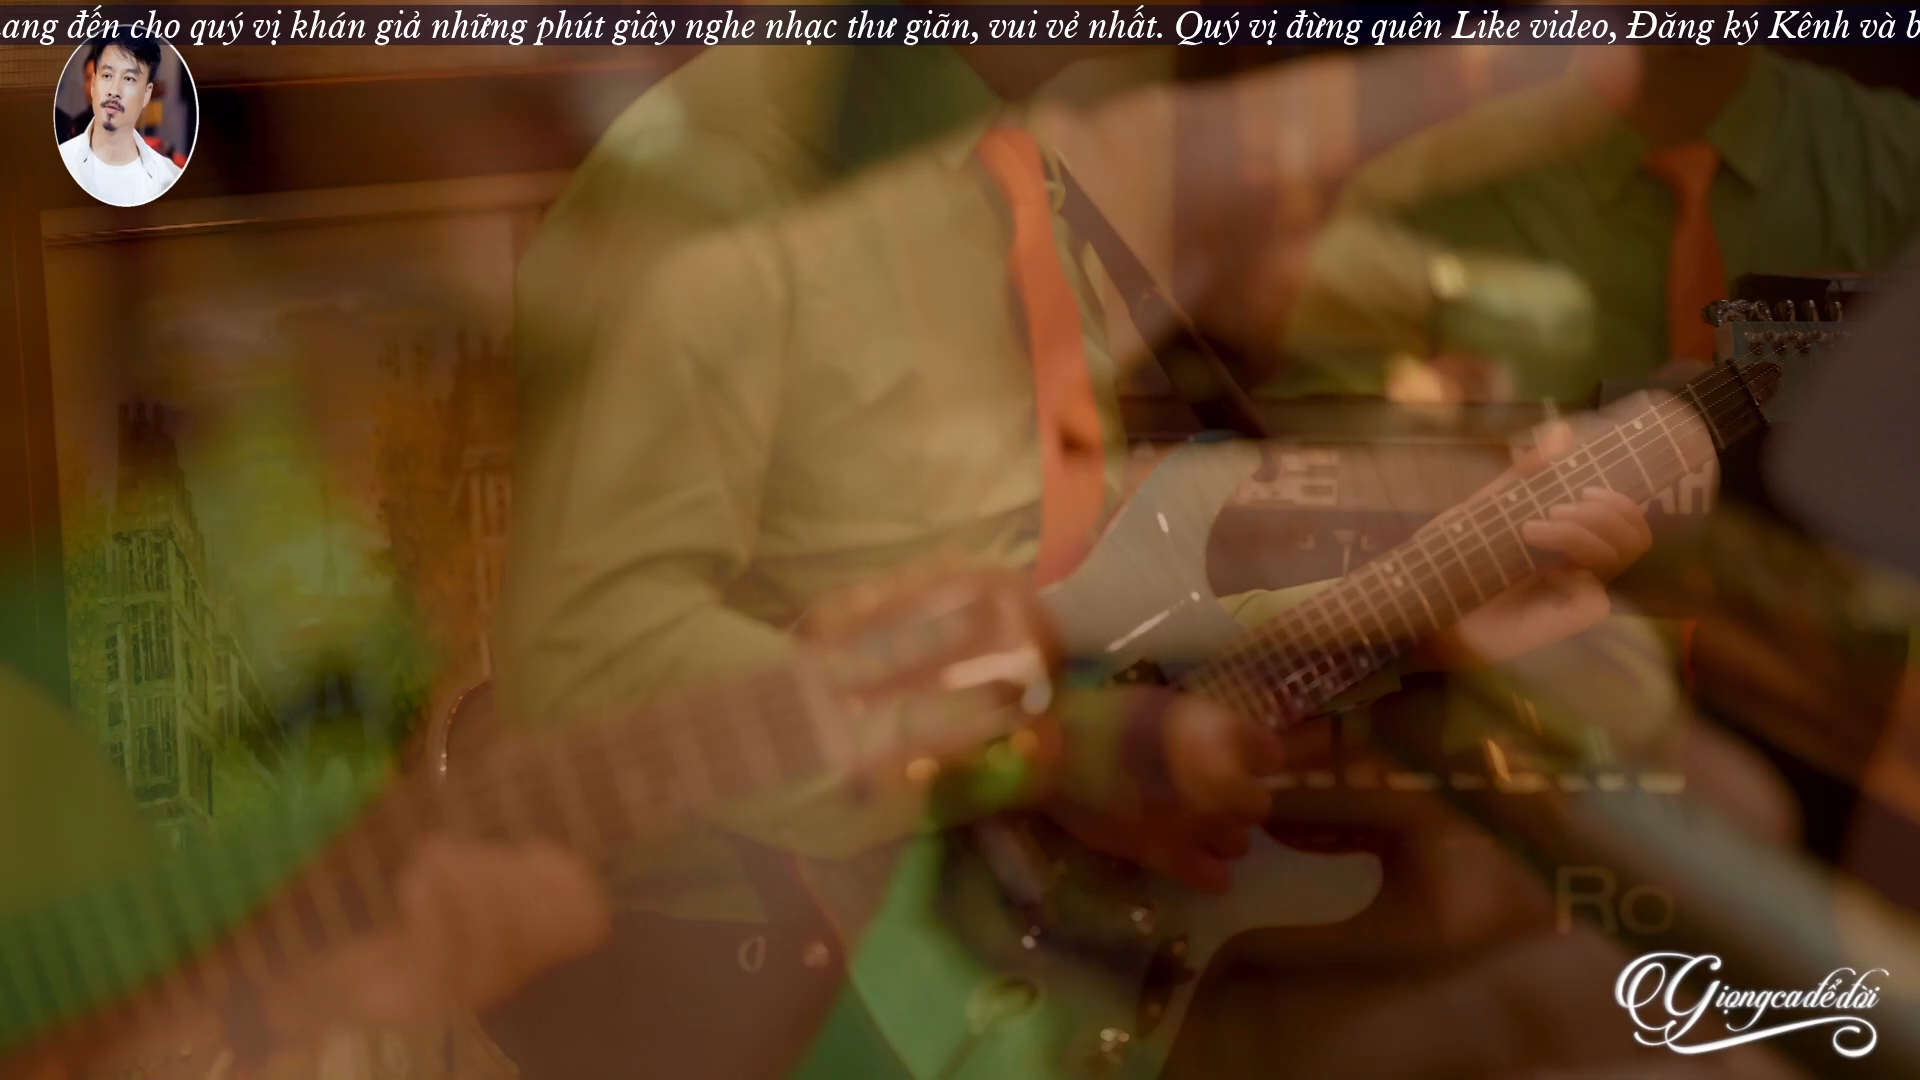 ang đến cho quý vị khán giả những phút giây nghe nhạc thư giãn, vui vẻ nhất. Quý vị đừng quên Like video, Đăng ký Kênh và b
Ro
Giọngcađểđời